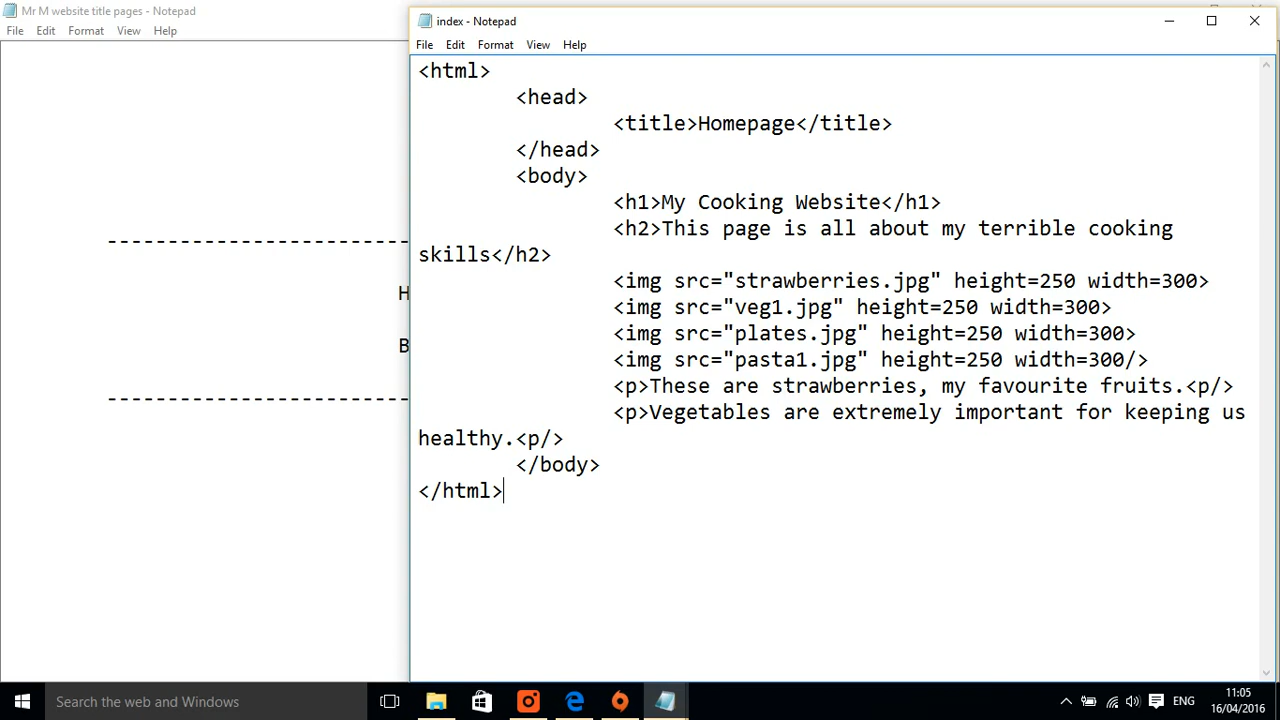 Mr M website title pages - Notepad
File Edit Format View Help
H
B
index - Notepad
File Edit Format View Help
<html>
<head>
<title>Homepage</title>
</head>
<body>
<h1>My Cooking Website</h1>
<h2>This page is all about my terrible cooking
skills</h2>
<img src="strawberries.jpg" height=250 width=300>
<img src="veg1.jpg" height=250 width=300>
<img src="plates.jpg" height=250 width=300>
<img src="pasta1.jpg" height=250 width=300/>
<p>These are strawberries, my favourite fruits.<p/>
<p>Vegetables are extremely important for keeping us
healthy.<p/>
</body>
</html>
Search the web and Windows
ENG
11:05
16/04/2016